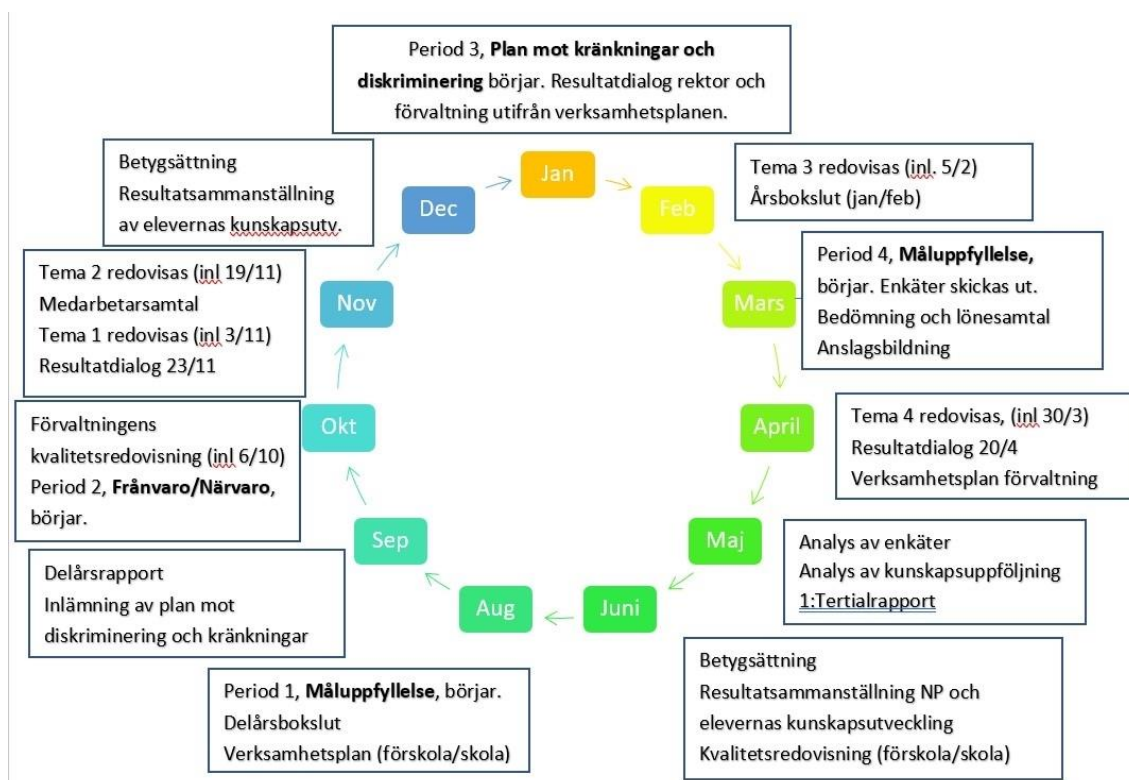 Period 3, Plan mot kränkningar och
diskriminering börjar. Resultatdialog rektor och
förvaltning utifrån verksamhetsplanen.
Jan
Feb
Tema 3 redovisas (inl. 5/2)
Årsbokslut (jan/feb)
Mars
Period 4, Måluppfyllelse,
börjar. Enkäter skickas ut.
Bedömning och lönesamtal
Anslagsbildning
April
Tema 4 redovisas, (inl 30/3)
Resultatdialog 20/4
Verksamhetsplan förvaltning
Maj
Analys av enkäter
Analys av kunskapsuppföljning
1:Tertialrapport
Juni
Betygsättning
Resultatsammanställning NP och
elevernas kunskapsutveckling
Kvalitetsredovisning (förskola/skola)
Aug
Period 1, Måluppfyllelse, börjar.
Delårsbokslut
Verksamhetsplan (förskola/skola)
Sep
Delårsrapport
Inlämning av plan mot
diskriminering och kränkningar
Okt
Förvaltningens
kvalitetsredovisning (inl 6/10)
Period 2, Frånvaro/Närvaro,
börjar.
Nov
Tema 2 redovisas (inl 19/11)
Medarbetarsamtal
Tema 1 redovisas (inl 3/11)
Resultatdialog 23/11
Dec
Betygsättning
Resultatsammanställning
av elevernas kunskapsutv.